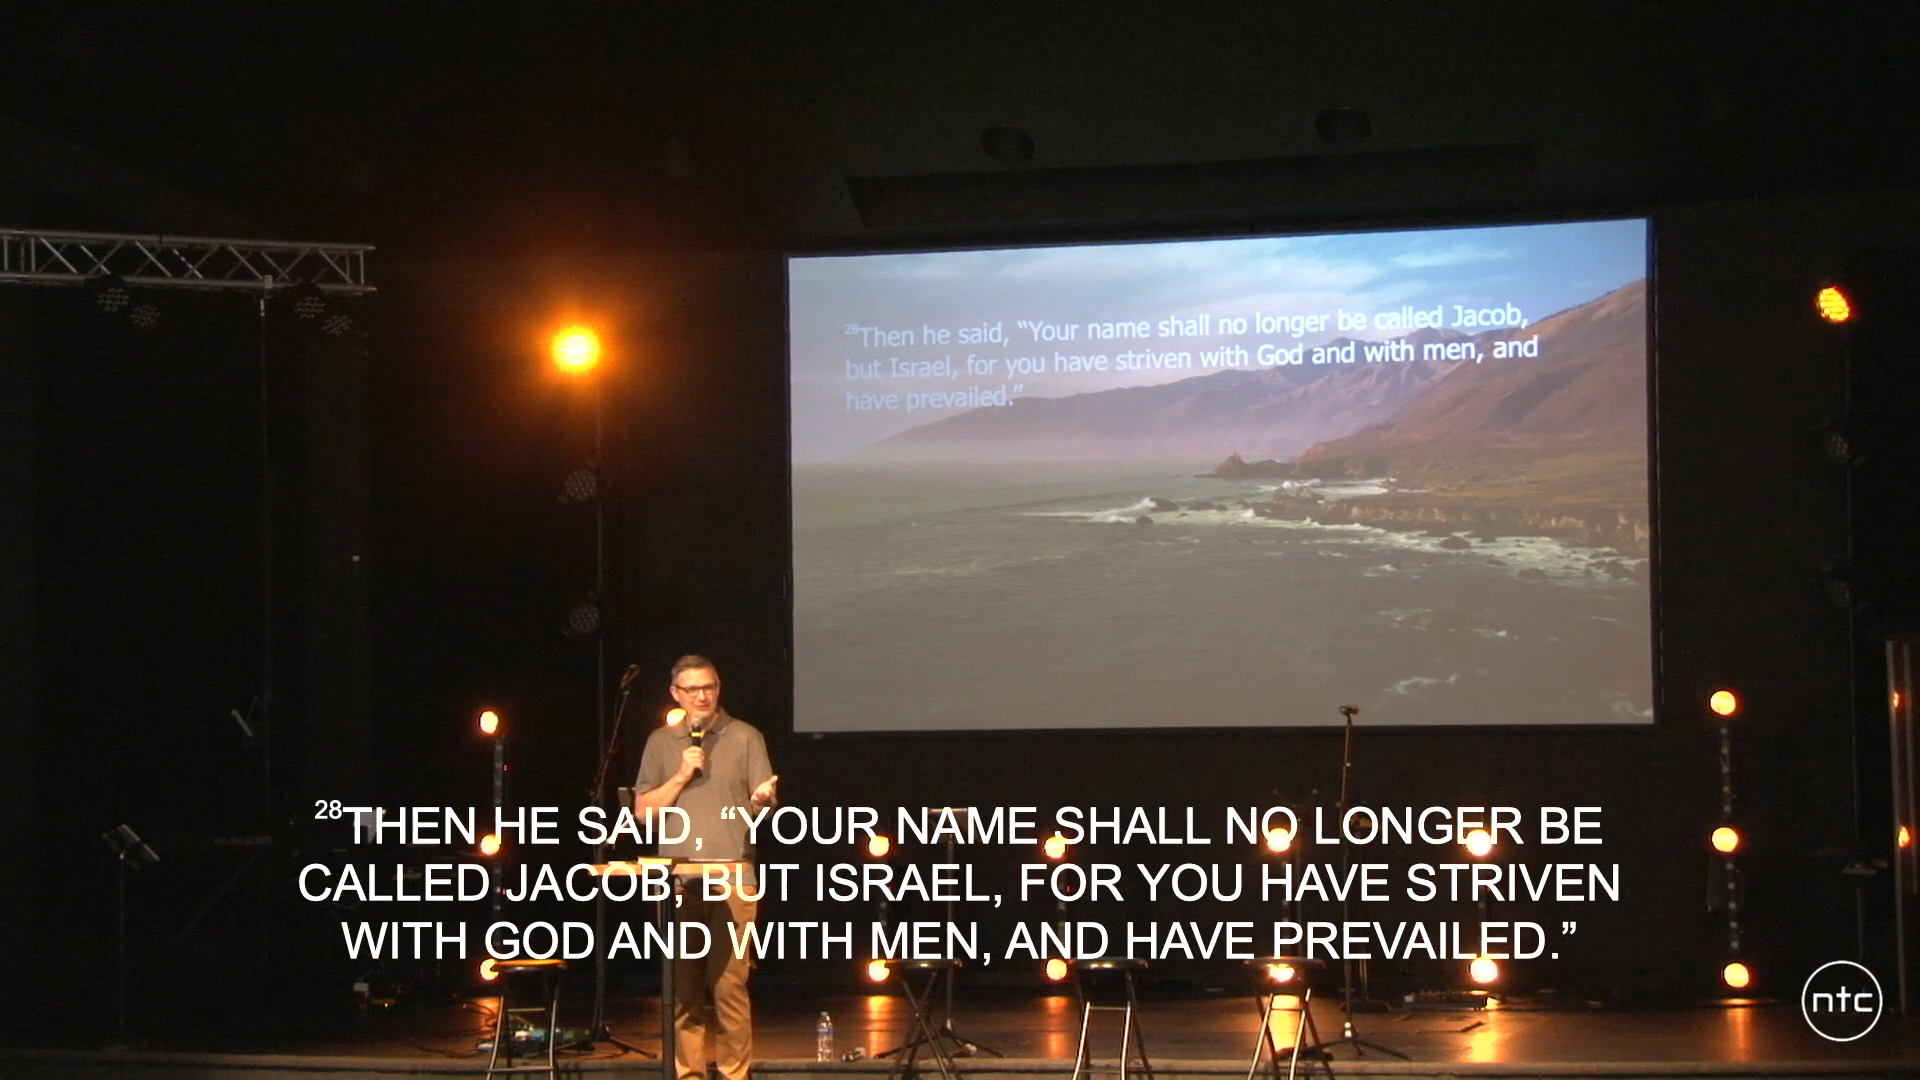 28Then he said, “Your name shall no longer be called Jacob,
but Israel, for you have striven with God and with men, and
have prevailed.”
28THEN HE SAID, “YOUR NAME SHALL NO LONGER BE
CALLED JACOB, BUT ISRAEL, FOR YOU HAVE STRIVEN
WITH GOD AND WITH MEN, AND HAVE PREVAILED.”
ntc